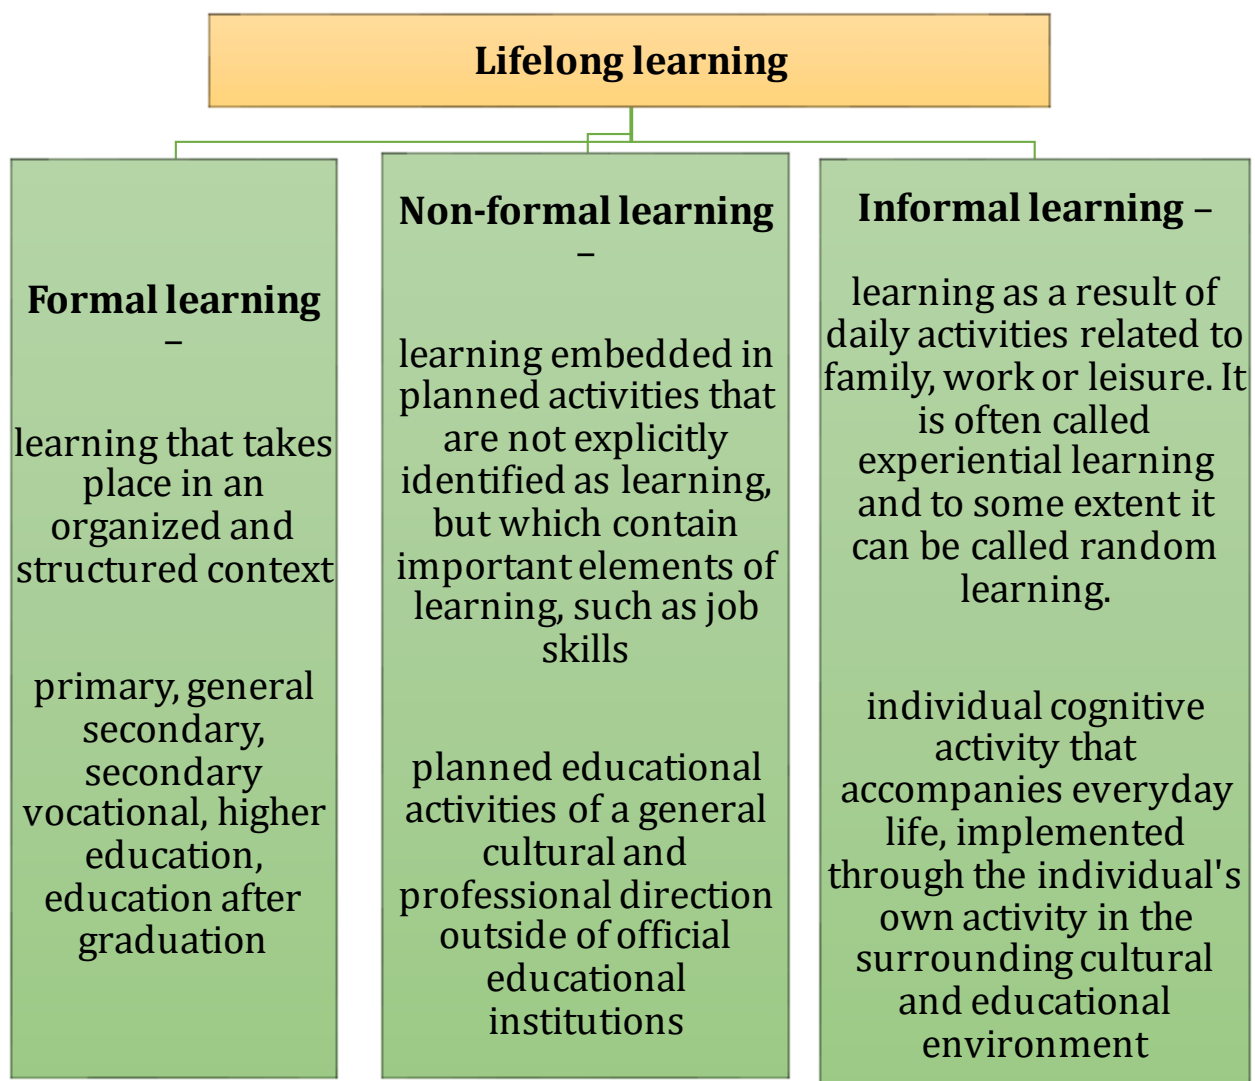 Lifelong learning
Formal learning
–
learning that takes
place in an
organized and
structured context
primary, general
secondary,
secondary
vocational, higher
education,
education after
graduation
Non-formal learning
–
learning embedded in
planned activities that
are not explicitly
identified as learning,
but which contain
important elements of
learning, such as job
skills
planned educational
activities of a general
cultural and
professional direction
outside of official
educational
institutions
Informal learning –
learning as a result of
daily activities related to
family, work or leisure. It
is often called
experiential learning
and to some extent it
can be called random
learning.
individual cognitive
activity that
accompanies everyday
life, implemented
through the individual's
own activity in the
surrounding cultural
and educational
environment